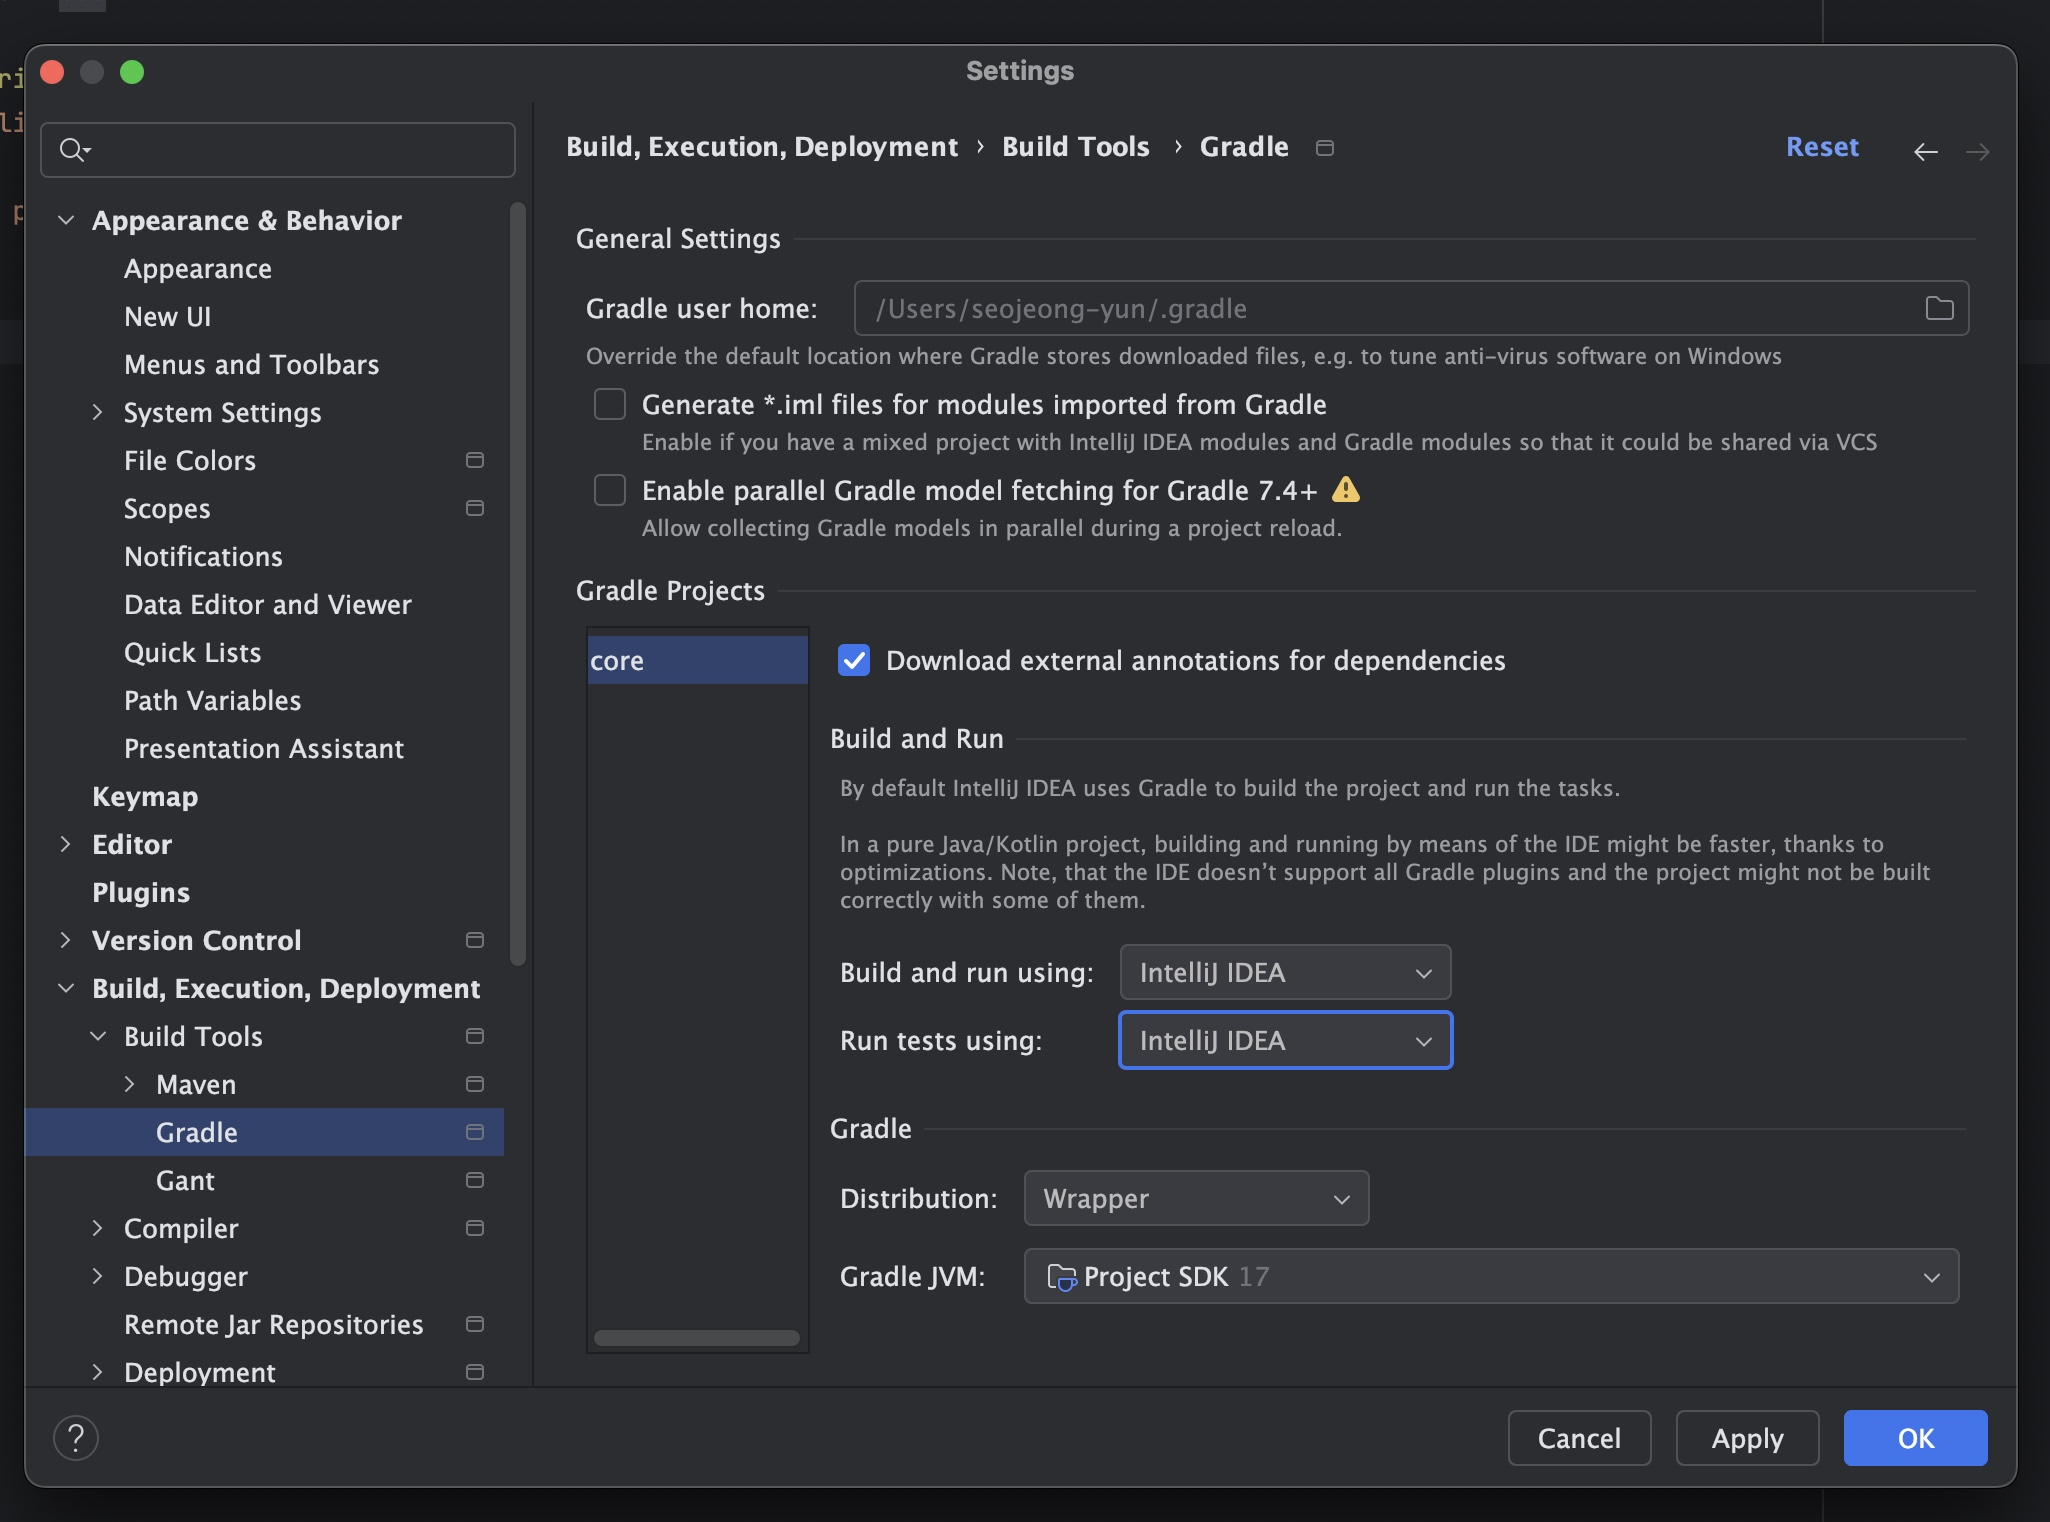 Settings
ri
li
p
Appearance & Behavior
Appearance
New UI
Menus and Toolbars
System Settings
File Colors
Scopes
Notifications
Data Editor and Viewer
Quick Lists
Path Variables
Presentation Assistant
Keymap
Editor
Plugins
Version Control
Build, Execution, Deployment
Build Tools
Maven
Gradle
Gant
Compiler
Debugger
Remote Jar Repositories
Deployment
Build, Execution, Deployment › Build Tools › Gradle
Reset
General Settings
Gradle user home: /Users/seojeong-yun/.gradle
Override the default location where Gradle stores downloaded files, e.g. to tune anti-virus software on Windows
Generate *.iml files for modules imported from Gradle
Enable if you have a mixed project with IntelliJ IDEA modules and Gradle modules so that it could be shared via VCS
Enable parallel Gradle model fetching for Gradle 7.4+
Allow collecting Gradle models in parallel during a project reload.
Gradle Projects
core
Download external annotations for dependencies
Build and Run
By default IntelliJ IDEA uses Gradle to build the project and run the tasks.
In a pure Java/Kotlin project, building and running by means of the IDE might be faster, thanks to
optimizations. Note, that the IDE doesn't support all Gradle plugins and the project might not be built
correctly with some of them.
Build and run using: IntelliJ IDEA
Run tests using: IntelliJ IDEA
Gradle
Distribution: Wrapper
Gradle JVM: Project SDK 17
?
Cancel
Apply
OK